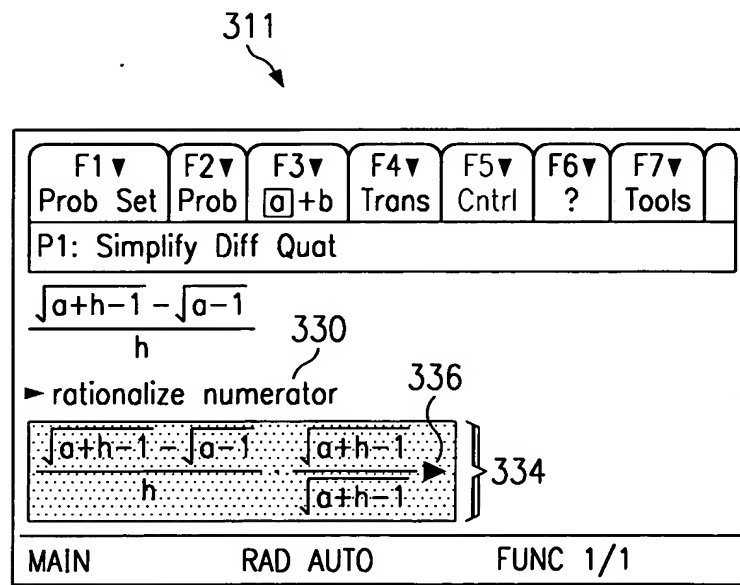 311
F1▼ F2▼ F3▼ F4▼ F5▼ F6▼ F7▼
Prob Set Prob a+b Trans Cntrl ? Tools
P1: Simplify Diff Quat
√a+h−1 − √a−1
h
330
► rationalize numerator
336
√a+h−1 − √a−1 · √a+h−1 ►
h √a+h−1
334
MAIN RAD AUTO FUNC 1/1